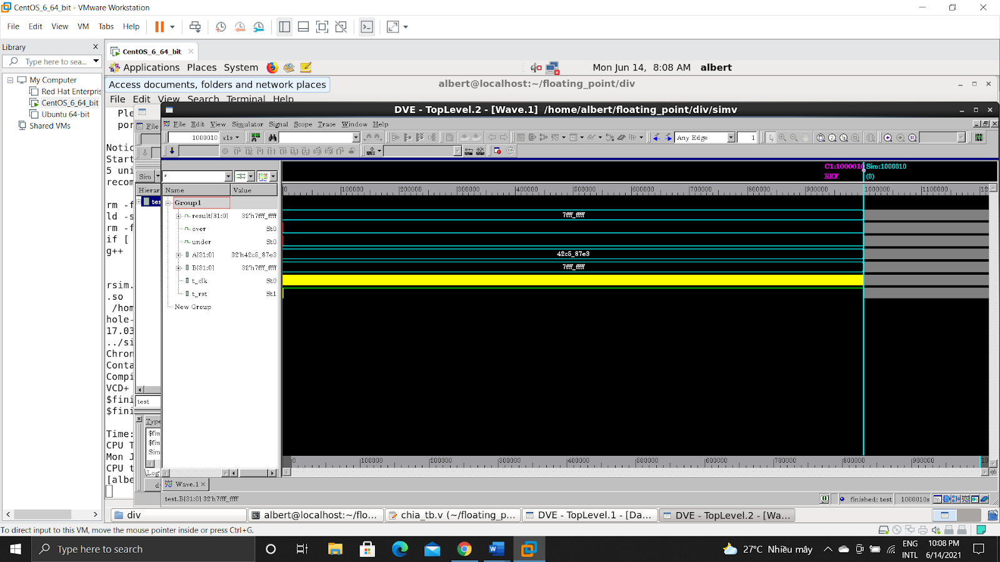 CentOS_6_64_bit - VMware Workstation
File Edit View VM Tabs Help
Library
Type here to sea...
My Computer
Red Hat Enterpris
CentOS_6_64_bit
Ubuntu 64-bit
Shared VMs
CentOS_6_64_bit
Applications Places System
Mon Jun 14, 8:08 AM albert
Access documents, folders and network places
albert@localhost:~/floating_point/div
File Edit View Search Terminal Help
Ple
por
Notic
Start
5 uni
recom
rm -f
ld -s
rm -f
if [
g++
rsim.
.so
/hom
hole-
17.03
../si
Chron
Conta
Compi
VCD+
$fini
$fini
Time:
CPU T
Mon J
CPU t
[albe
File
Sim
Hierar
tes
test
Type
$fin
$fin
Sim
Log
DVE - TopLevel.2 - [Wave.1] /home/albert/floating_point/div/simv
File Edit View Simulator Signal Scope Trace Window Help
1000010 x1s
Any Edge
1
*
Name Value
Group1
result[31:0] 32'h7fff_ffff
over St0
under St0
A[31:0] 32'h42c5_87e3
B[31:0] 32'h7fff_ffff
t_clk St0
t_rst St1
New Group
C1:1000010 Sim:1000010
REF (0)
0 100000 200000 300000 400000 500000 600000 700000 800000 900000 1000000 1100000 12
7fff_ffff
42c5_87e3
7fff_ffff
0 100000 200000 300000 400000 500000 600000 700000 800000 900000 10
Wave.1
test.B[31:0] 32'h7fff_ffff
finished: test 1000010s
div
albert@localhost:~/flo...
chia_tb.v (~/floating_p...
DVE - TopLevel.1 - [Da...
DVE - TopLevel.2 - [Wa...
To direct input to this VM, move the mouse pointer inside or press Ctrl+G.
Type here to search
27°C Nhiều mây
ENG
INTL
10:08 PM
6/14/2021